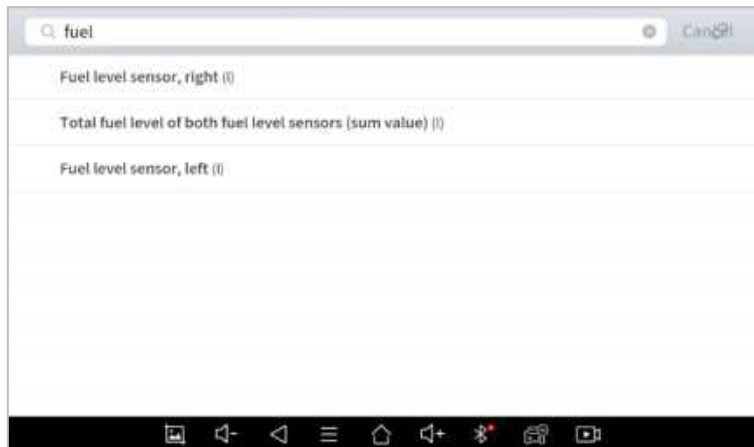 fuel
Cancel
Fuel level sensor, right (l)
Total fuel level of both fuel level sensors (sum value) (l)
Fuel level sensor, left (l)